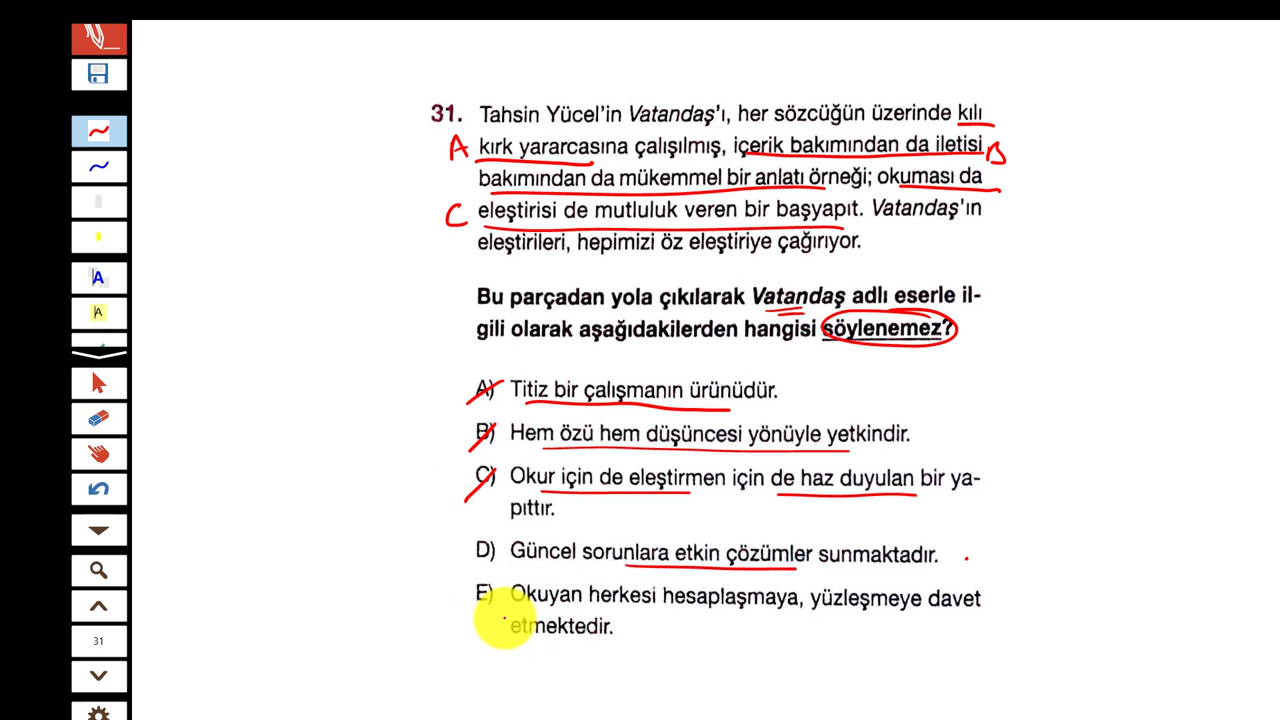 31. Tahsin Yücel'in Vatandaş'ı, her sözcüğün üzerinde kılı
A kırk yararcasına çalışılmış, içerik bakımından da iletisi B
bakımından da mükemmel bir anlatı örneği; okuması da
C eleştirisi de mutluluk veren bir başyapıt. Vatandaş'ın
eleştirileri, hepimizi öz eleştiriye çağırıyor.
Bu parçadan yola çıkılarak Vatandaş adlı eserle il-
gili olarak aşağıdakilerden hangisi söylenemez?
A) Titiz bir çalışmanın ürünüdür.
B) Hem özü hem düşüncesi yönüyle yetkindir.
C) Okur için de eleştirmen için de haz duyulan bir ya-
pıttır.
D) Güncel sorunlara etkin çözümler sunmaktadır.
E) Okuyan herkesi hesaplaşmaya, yüzleşmeye davet
etmektedir.
A
A
31